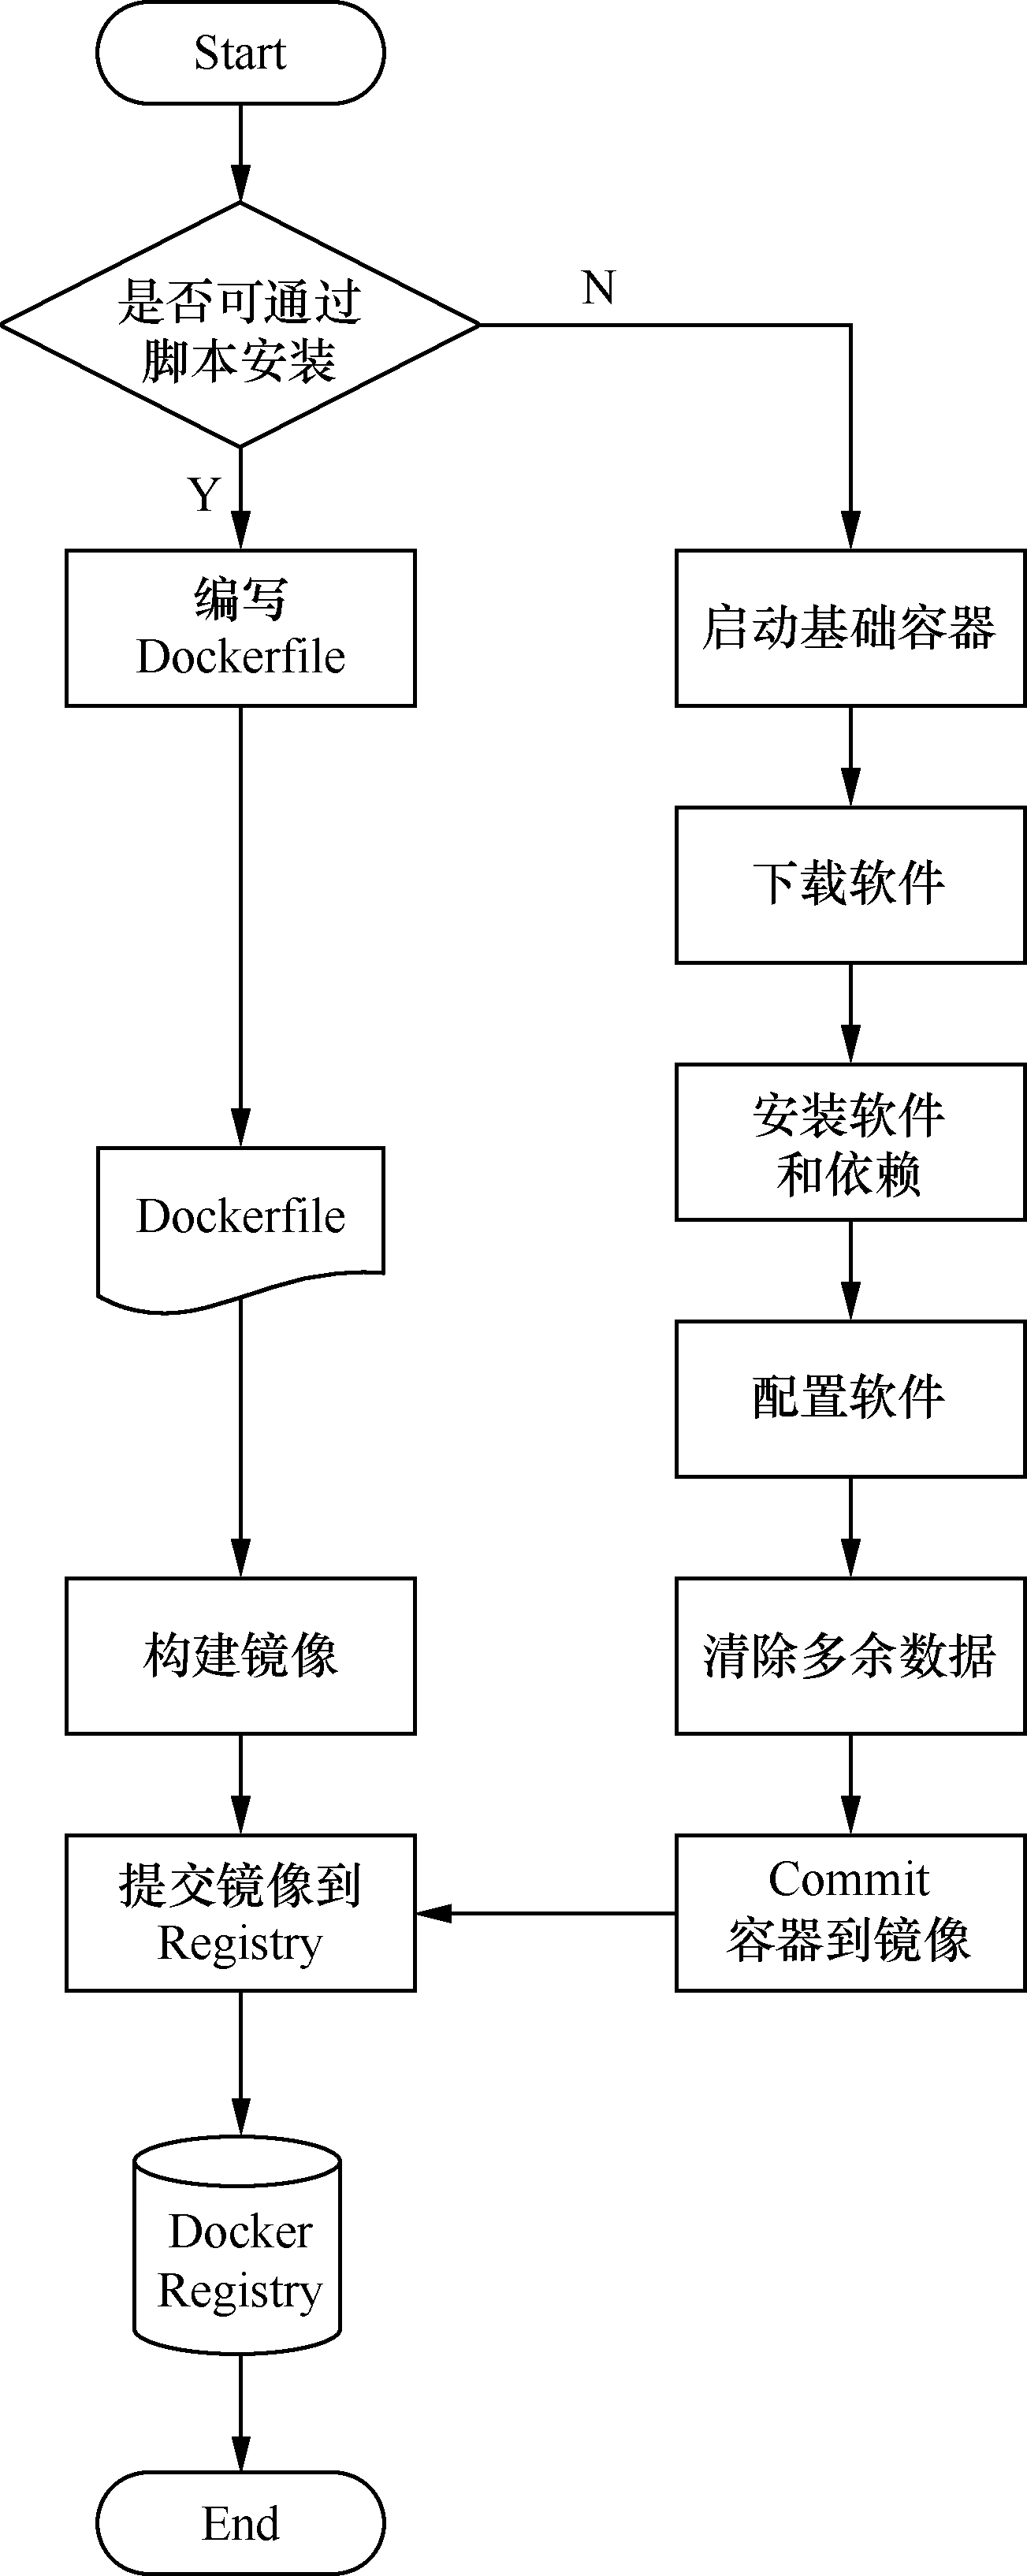 Start
是否可通过
脚本安装
N
Y
编写
Dockerfile
启动基础容器
下载软件
安装软件
和依赖
Dockerfile
配置软件
构建镜像
清除多余数据
提交镜像到
Registry
Commit
容器到镜像
Docker
Registry
End